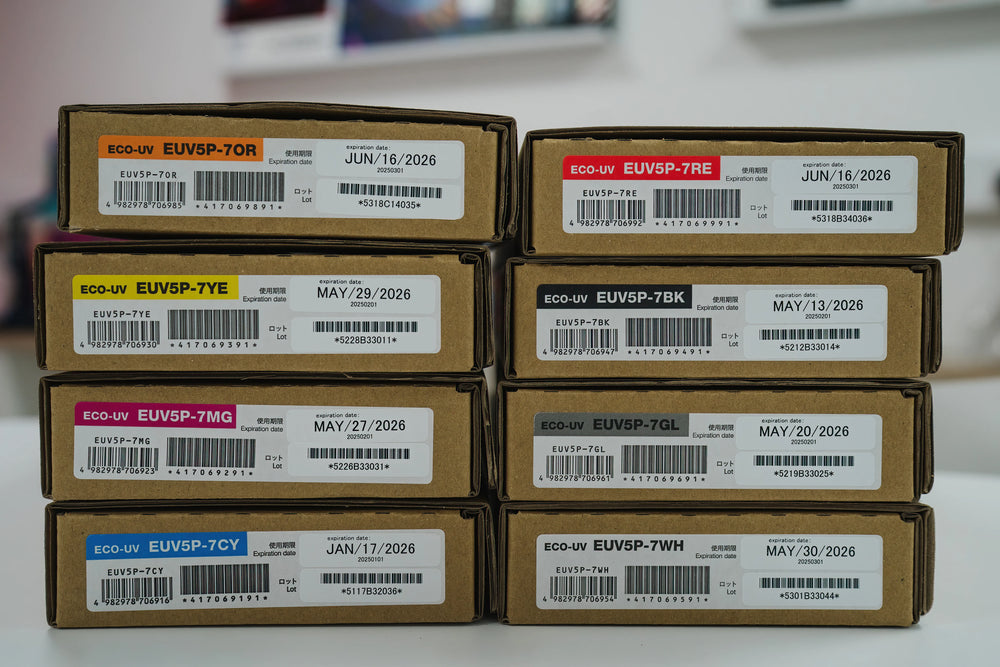 ECO-UV EUV5P-7OR
使用期限
Expiration date
expiration date:
JUN/16/2026
20250301
EUV5P-7OR
4 982978 706985
*417069891*
ロット
Lot
*5318C14035*
ECO-UV EUV5P-7RE
使用期限
Expiration date
expiration date:
JUN/16/2026
20250301
EUV5P-7RE
4 982978 706992
*417069991*
ロット
Lot
*5318B34036*
ECO-UV EUV5P-7YE
使用期限
Expiration date
expiration date:
MAY/29/2026
20250201
EUV5P-7YE
4 982978 706930
*417069391*
ロット
Lot
*5228B33011*
ECO-UV EUV5P-7BK
使用期限
Expiration date
expiration date:
MAY/13/2026
20250201
EUV5P-7BK
4 982978 706947
*417069491*
ロット
Lot
*5212B33014*
ECO-UV EUV5P-7MG
使用期限
Expiration date
expiration date:
MAY/27/2026
20250201
EUV5P-7MG
4 982978 706923
*417069291*
ロット
Lot
*5226B33031*
ECO-UV EUV5P-7GL
使用期限
Expiration date
expiration date:
MAY/20/2026
20250201
EUV5P-7GL
4 982978 706961
*417069691*
ロット
Lot
*5219B33025*
ECO-UV EUV5P-7CY
使用期限
Expiration date
expiration date:
JAN/17/2026
20250101
EUV5P-7CY
4 982978 706916
*417069191*
ロット
Lot
*5117B32036*
ECO-UV EUV5P-7WH
使用期限
Expiration date
expiration date:
MAY/30/2026
20250301
EUV5P-7WH
4 982978 706954
*417069591*
ロット
Lot
*5301B33044*